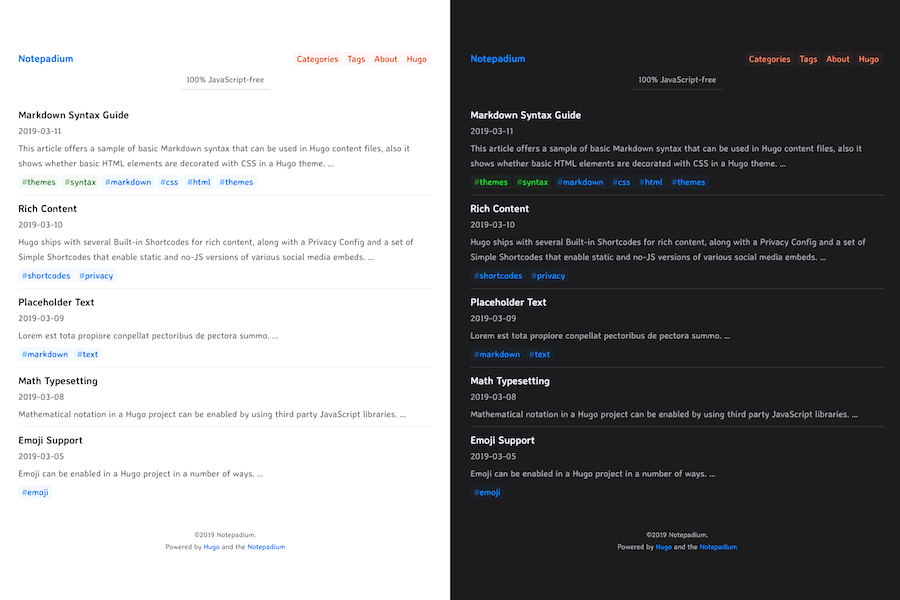 Notepadium
Categories Tags About Hugo
100% JavaScript-free
Markdown Syntax Guide
2019-03-11
This article offers a sample of basic Markdown syntax that can be used in Hugo content files, also it
shows whether basic HTML elements are decorated with CSS in a Hugo theme. ...
#themes #syntax #markdown #css #html #themes
Rich Content
2019-03-10
Hugo ships with several Built-in Shortcodes for rich content, along with a Privacy Config and a set of
Simple Shortcodes that enable static and no-JS versions of various social media embeds. ...
#shortcodes #privacy
Placeholder Text
2019-03-09
Lorem est tota propiore conpellat pectoribus de pectora summo. ...
#markdown #text
Math Typesetting
2019-03-08
Mathematical notation in a Hugo project can be enabled by using third party JavaScript libraries. ...
Emoji Support
2019-03-05
Emoji can be enabled in a Hugo project in a number of ways. ...
#emoji
©2019 Notepadium.
Powered by Hugo and the Notepadium
Notepadium
Categories Tags About Hugo
100% JavaScript-free
Markdown Syntax Guide
2019-03-11
This article offers a sample of basic Markdown syntax that can be used in Hugo content files, also it
shows whether basic HTML elements are decorated with CSS in a Hugo theme. ...
#themes #syntax #markdown #css #html #themes
Rich Content
2019-03-10
Hugo ships with several Built-in Shortcodes for rich content, along with a Privacy Config and a set of
Simple Shortcodes that enable static and no-JS versions of various social media embeds. ...
#shortcodes #privacy
Placeholder Text
2019-03-09
Lorem est tota propiore conpellat pectoribus de pectora summo. ...
#markdown #text
Math Typesetting
2019-03-08
Mathematical notation in a Hugo project can be enabled by using third party JavaScript libraries. ...
Emoji Support
2019-03-05
Emoji can be enabled in a Hugo project in a number of ways. ...
#emoji
©2019 Notepadium.
Powered by Hugo and the Notepadium